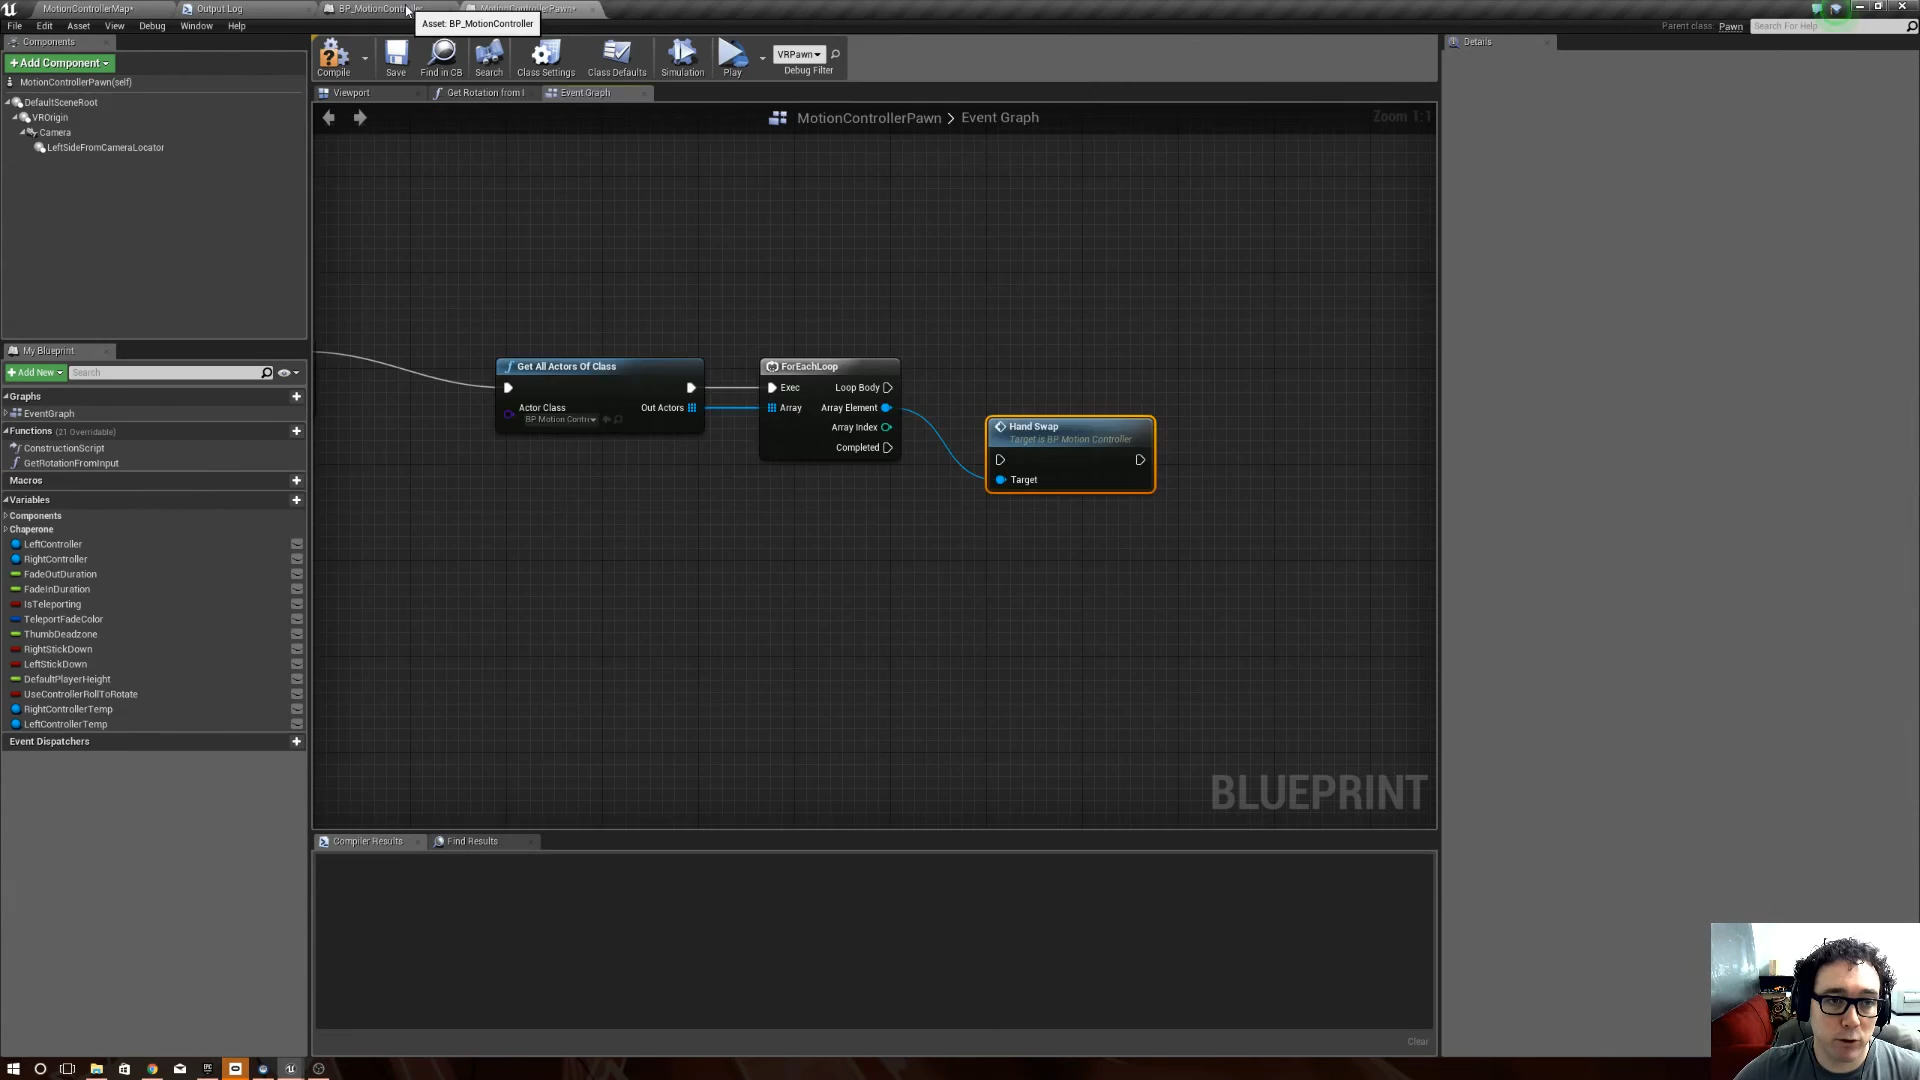 MotionControllerMap*
Output Log
BP_MotionController
MotionControllerPawn*
Asset: BP_MotionController
File
Edit
Asset
View
Debug
Window
Help
Parent class: Pawn
Search For Help
Components
+Add Component
MotionControllerPawn(self)
DefaultSceneRoot
VROrigin
Camera
LeftSideFromCameraLocator
Compile
Save
Find in CB
Search
Class Settings
Class Defaults
Simulation
Play
VRPawn
Debug Filter
Details
Viewport
Get Rotation from I
Event Graph
MotionControllerPawn > Event Graph
Zoom 1:1
Get All Actors Of Class
Actor Class
BP Motion Contr
Out Actors
ForEachLoop
Exec
Loop Body
Array
Array Element
Array Index
Completed
Hand Swap
Target is BP Motion Controller
Target
BLUEPRINT
My Blueprint
+Add New
Search
Graphs
EventGraph
Functions (21 Overridable)
ConstructionScript
GetRotationFromInput
Macros
Variables
Components
Chaperone
LeftController
RightController
FadeOutDuration
FadeInDuration
IsTeleporting
TeleportFadeColor
ThumbDeadzone
RightStickDown
LeftStickDown
DefaultPlayerHeight
UseControllerRollToRotate
RightControllerTemp
LeftControllerTemp
Event Dispatchers
Compiler Results
Find Results
Clear